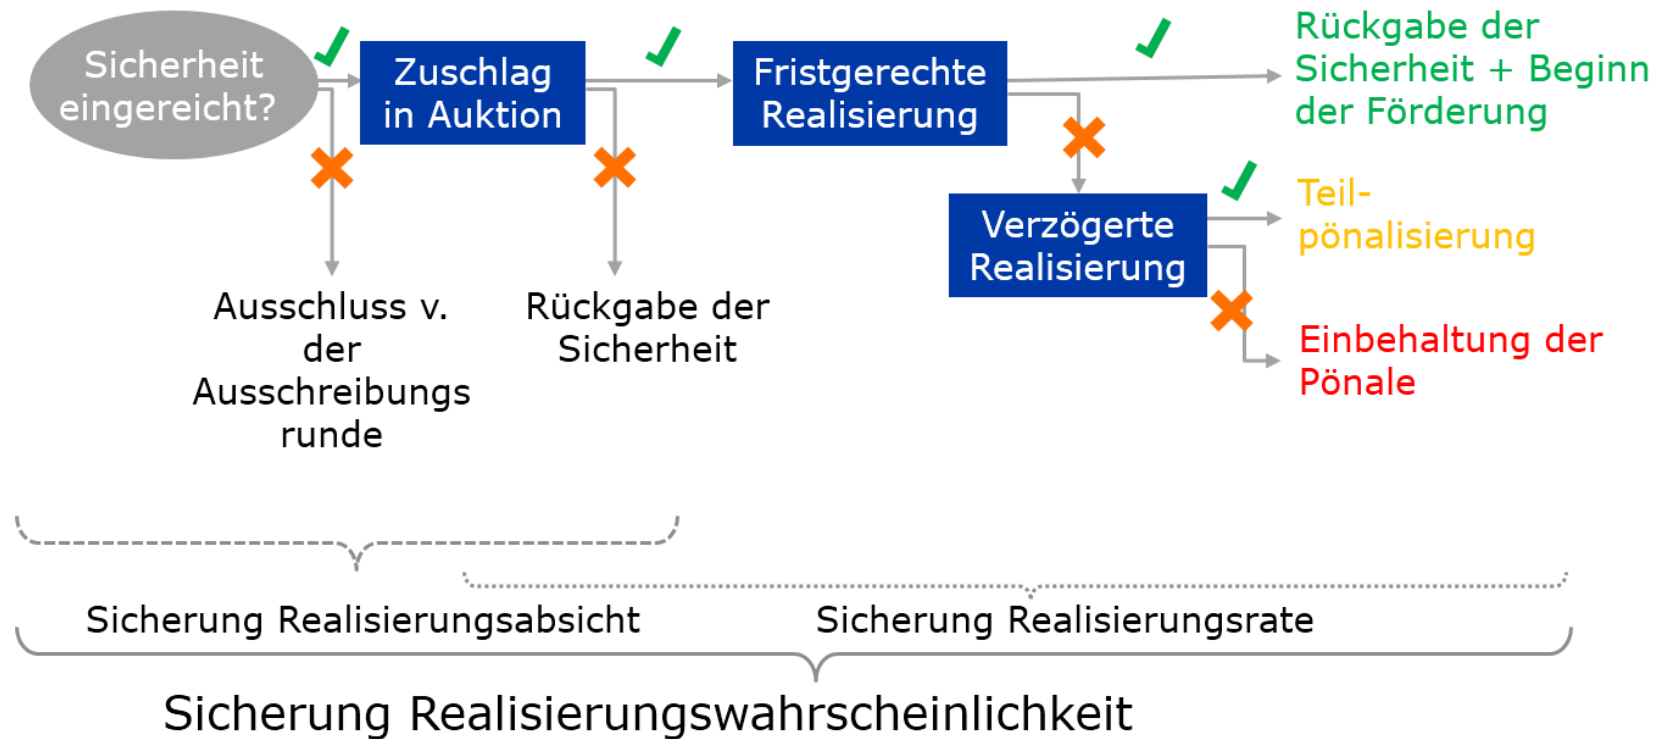 Sicherheit
eingereicht?
Zuschlag
in Auktion
Fristgerechte
Realisierung
Rückgabe der
Sicherheit + Beginn
der Förderung
Verzögerte
Realisierung
Teil-
pönalisierung
Einbehaltung der
Pönale
Ausschluss v.
der
Ausschreibungs
runde
Rückgabe der
Sicherheit
Sicherung Realisierungsabsicht
Sicherung Realisierungsrate
Sicherung Realisierungswahrscheinlichkeit